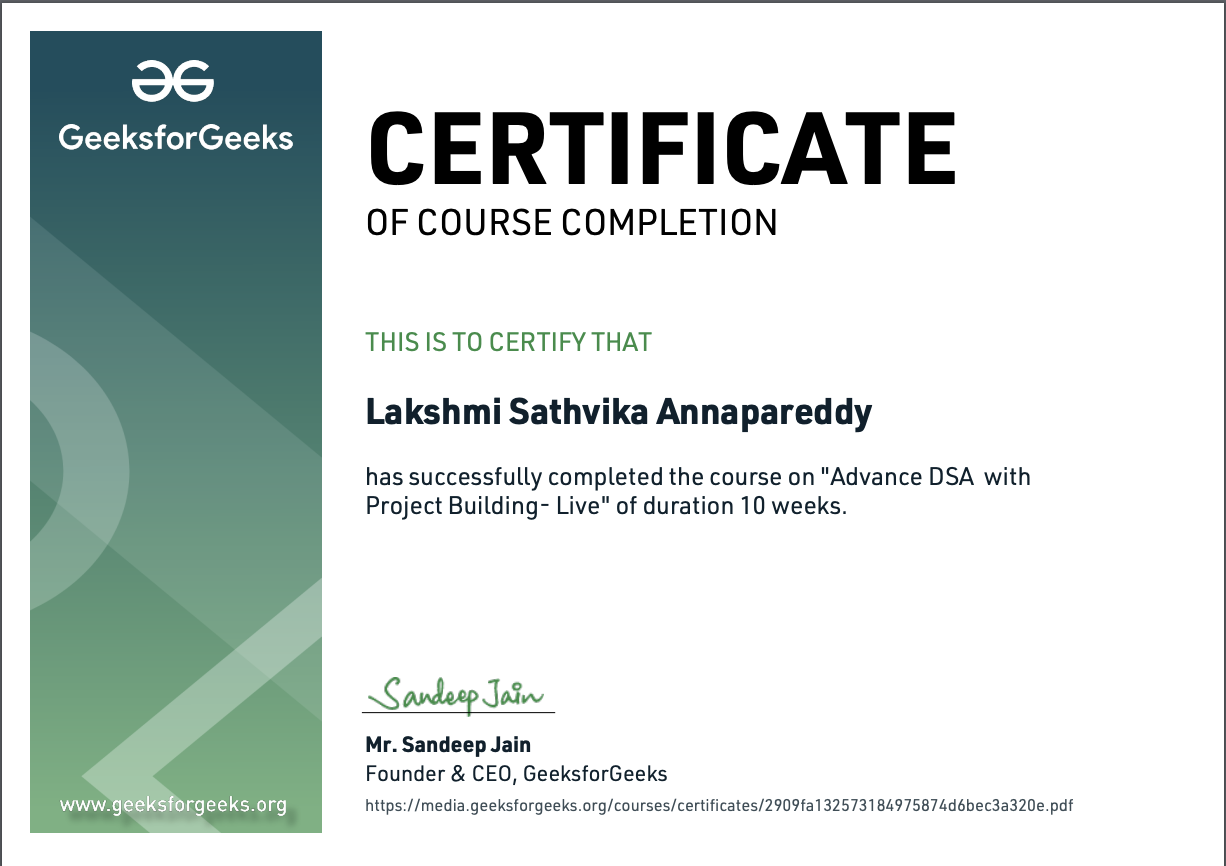 GeeksforGeeks
CERTIFICATE
OF COURSE COMPLETION
THIS IS TO CERTIFY THAT
Lakshmi Sathvika Annapareddy
has successfully completed the course on "Advance DSA  with
Project Building- Live" of duration 10 weeks.
Sandeep Jain
Mr. Sandeep Jain
Founder & CEO, GeeksforGeeks
www.geeksforgeeks.org
https://media.geeksforgeeks.org/courses/certificates/2909fa132573184975874d6bec3a320e.pdf